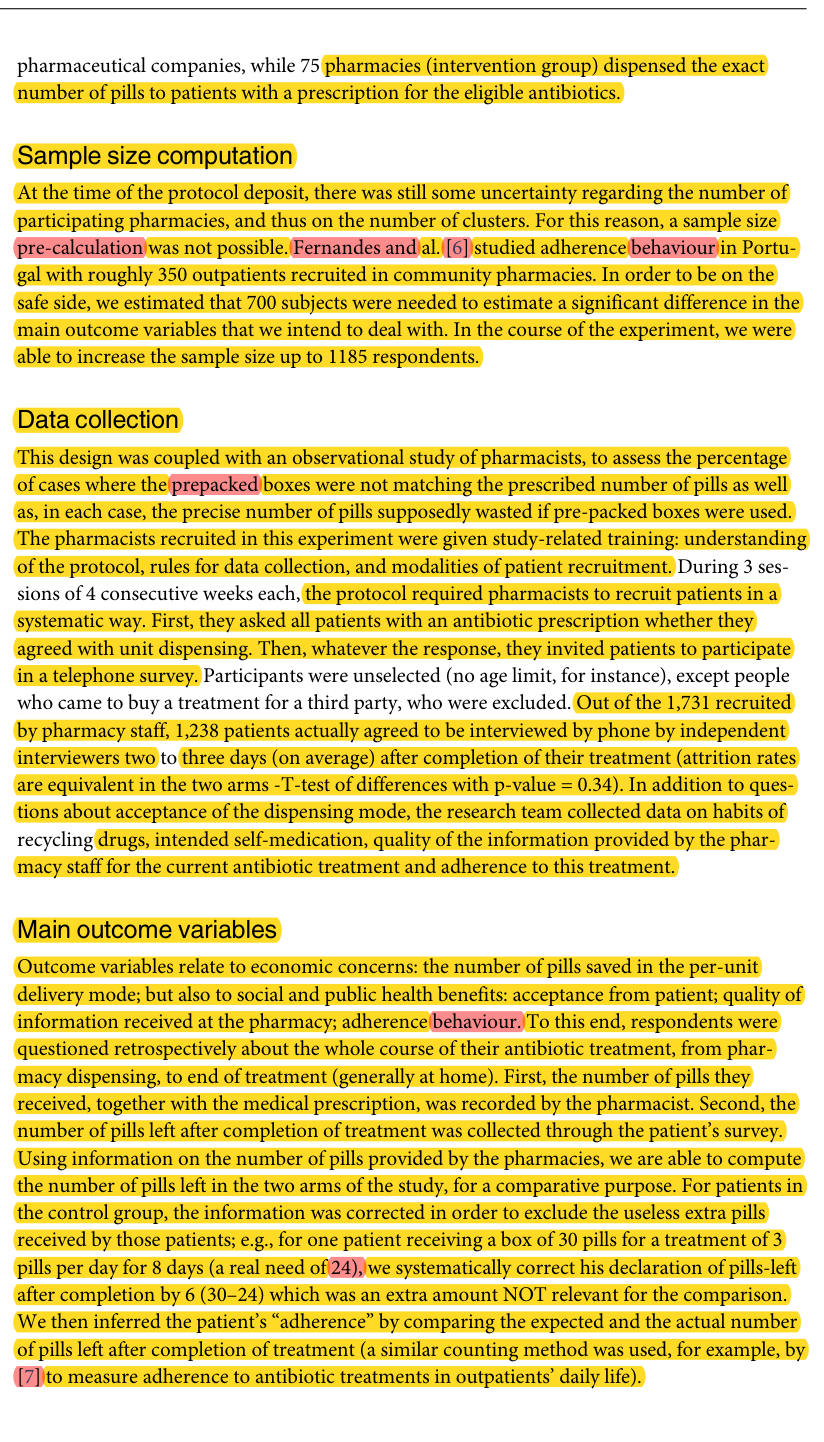 pharmaceutical companies, while 75 pharmacies (intervention group) dispensed the exact
number of pills to patients with a prescription for the eligible antibiotics.
Sample size computation
At the time of the protocol deposit, there was still some uncertainty regarding the number of
participating pharmacies, and thus on the number of clusters. For this reason, a sample size
pre-calculation was not possible. Fernandes and al. [6] studied adherence behaviour in Portu-
gal with roughly 350 outpatients recruited in community pharmacies. In order to be on the
safe side, we estimated that 700 subjects were needed to estimate a significant difference in the
main outcome variables that we intend to deal with. In the course of the experiment, we were
able to increase the sample size up to 1185 respondents.
Data collection
This design was coupled with an observational study of pharmacists, to assess the percentage
of cases where the prepacked boxes were not matching the prescribed number of pills as well
as, in each case, the precise number of pills supposedly wasted if pre-packed boxes were used.
The pharmacists recruited in this experiment were given study-related training: understanding
of the protocol, rules for data collection, and modalities of patient recruitment. During 3 ses-
sions of 4 consecutive weeks each, the protocol required pharmacists to recruit patients in a
systematic way. First, they asked all patients with an antibiotic prescription whether they
agreed with unit dispensing. Then, whatever the response, they invited patients to participate
in a telephone survey. Participants were unselected (no age limit, for instance), except people
who came to buy a treatment for a third party, who were excluded. Out of the 1,731 recruited
by pharmacy staff, 1,238 patients actually agreed to be interviewed by phone by independent
interviewers two to three days (on average) after completion of their treatment (attrition rates
are equivalent in the two arms -T-test of differences with p-value = 0.34). In addition to ques-
tions about acceptance of the dispensing mode, the research team collected data on habits of
recycling drugs, intended self-medication, quality of the information provided by the phar-
macy staff for the current antibiotic treatment and adherence to this treatment.
Main outcome variables
Outcome variables relate to economic concerns: the number of pills saved in the per-unit
delivery mode; but also to social and public health benefits: acceptance from patient; quality of
information received at the pharmacy; adherence behaviour. To this end, respondents were
questioned retrospectively about the whole course of their antibiotic treatment, from phar-
macy dispensing, to end of treatment (generally at home). First, the number of pills they
received, together with the medical prescription, was recorded by the pharmacist. Second, the
number of pills left after completion of treatment was collected through the patient's survey.
Using information on the number of pills provided by the pharmacies, we are able to compute
the number of pills left in the two arms of the study, for a comparative purpose. For patients in
the control group, the information was corrected in order to exclude the useless extra pills
received by those patients; e.g., for one patient receiving a box of 30 pills for a treatment of 3
pills per day for 8 days (a real need of 24), we systematically correct his declaration of pills-left
after completion by 6 (30–24) which was an extra amount NOT relevant for the comparison.
We then inferred the patient's “adherence” by comparing the expected and the actual number
of pills left after completion of treatment (a similar counting method was used, for example, by
[7] to measure adherence to antibiotic treatments in outpatients' daily life).